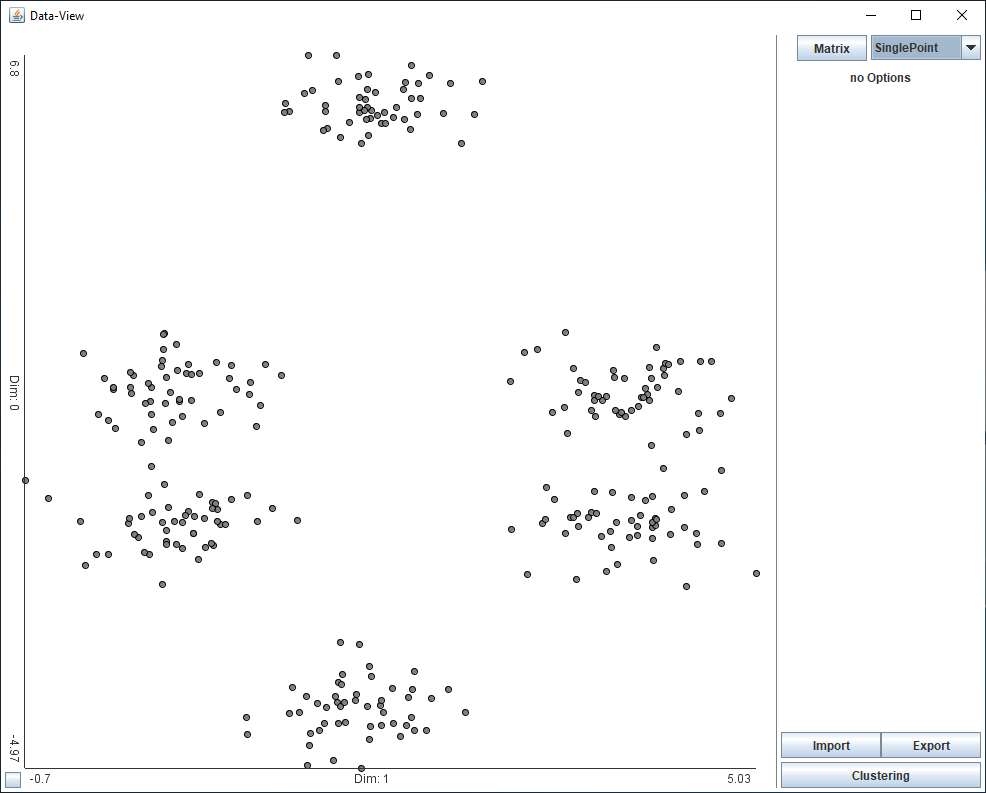 Data-View
Matrix
SinglePoint
no Options
6.8
Dim: 0
-4.97
-0.7
Dim: 1
5.03
Import
Export
Clustering